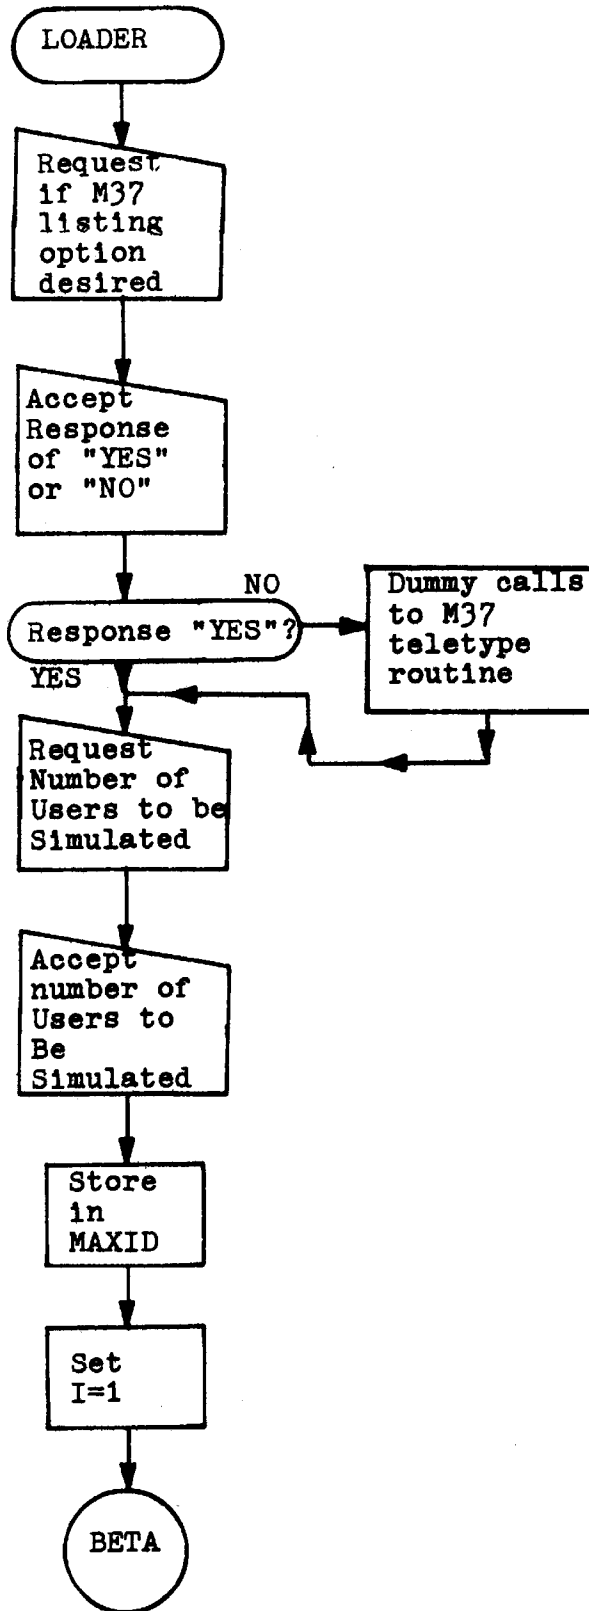 LOADER
Request
if M37
listing
option
desired
Accept
Response
of "YES"
or "NO"
NO
Response "YES"?
YES
Dummy calls
to M37
teletype
routine
Request
Number of
Users to be
Simulated
Accept
number of
Users to
Be
Simulated
Store
in
MAXID
Set
I=1
BETA